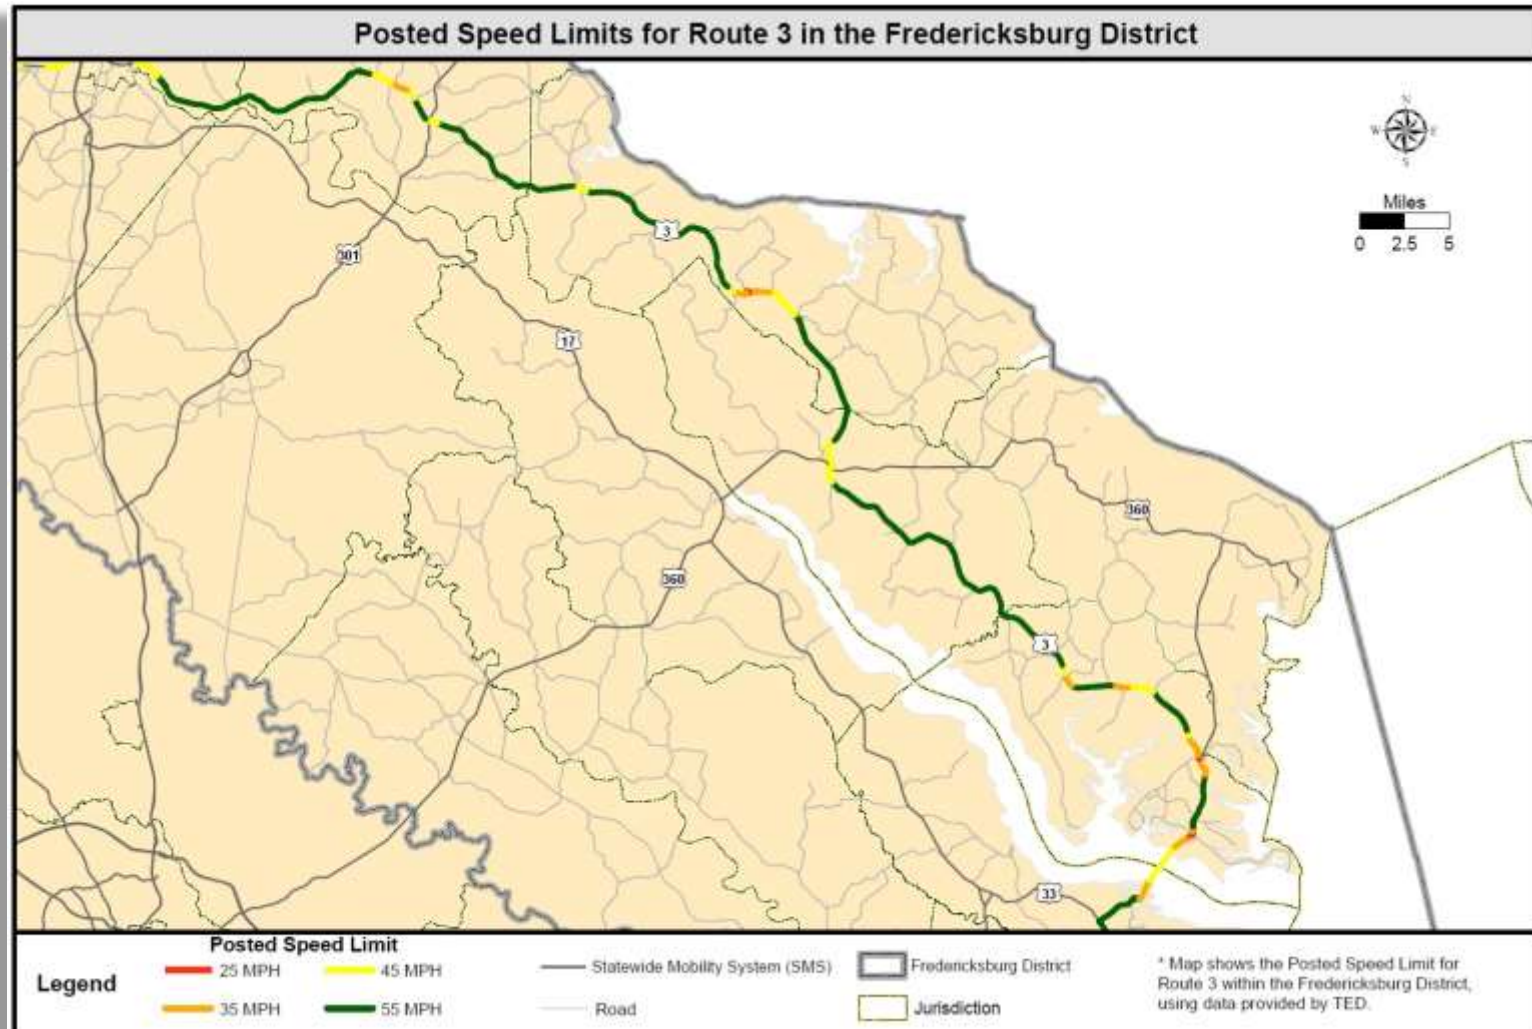 Posted Speed Limits for Route 3 in the Fredericksburg District
N
W E
S
Miles
0 2.5 5
301
3
17
360
360
3
33
Posted Speed Limit
Legend
25 MPH
45 MPH
35 MPH
55 MPH
Statewide Mobility System (SMS)
Road
Fredericksburg District
Jurisdiction
* Map shows the Posted Speed Limit for
Route 3 within the Fredericksburg District,
using data provided by TED.